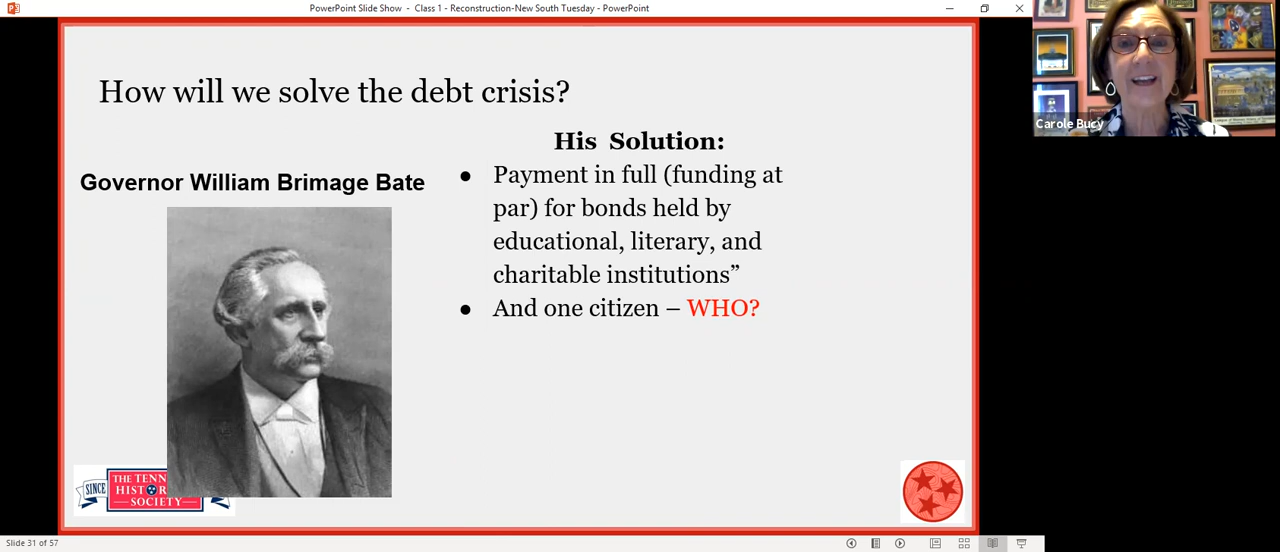 PowerPoint Slide Show - Class 1 - Reconstruction-New South Tuesday - PowerPoint
How will we solve the debt crisis?
His Solution:
Governor William Brimage Bate
● Payment in full (funding at
par) for bonds held by
educational, literary, and
charitable institutions”
● And one citizen – WHO?
Carole Bucy
SINCE
THE TENN
HIST R
SOCIETY
Slide 31 of 57